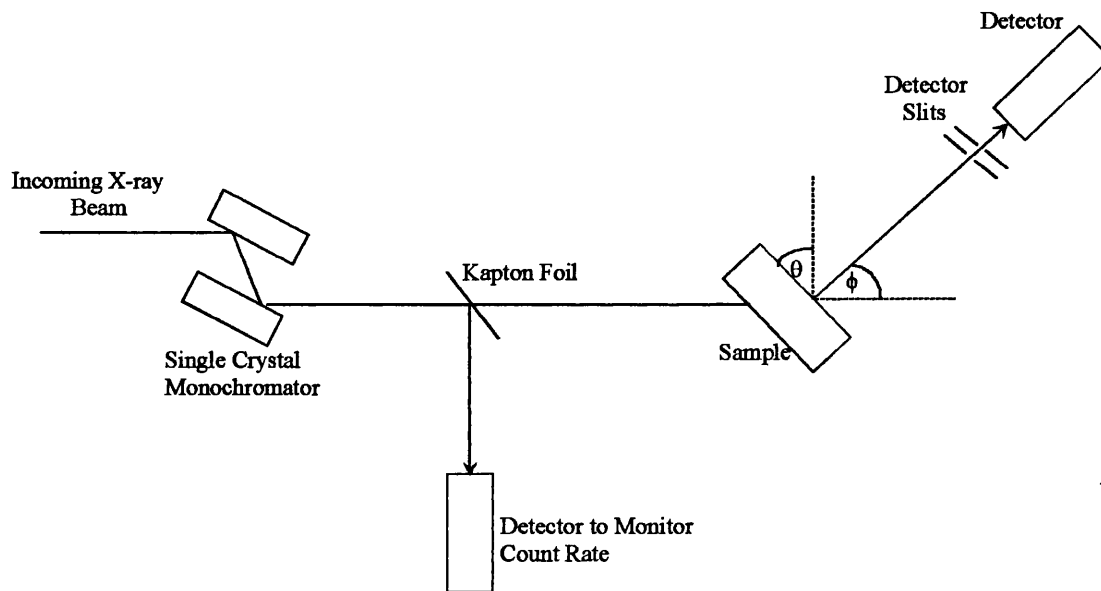 Detector
Detector
Slits
Incoming X-ray
Beam
Kapton Foil
θ
ϕ
Sample
Single Crystal
Monochromator
Detector to Monitor
Count Rate